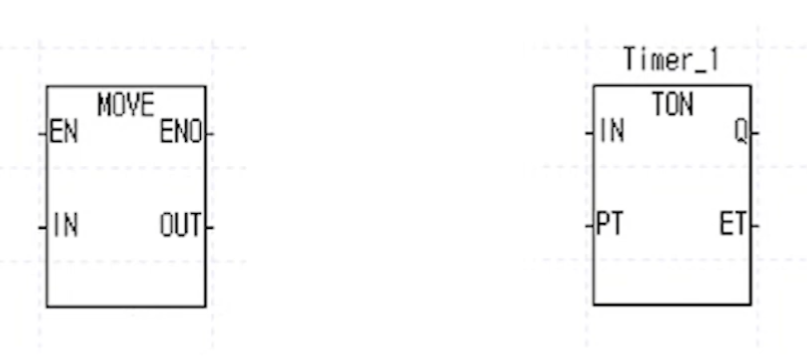 MOVE
EN ENO
IN OUT
Timer_1
TON
IN Q
PT ET